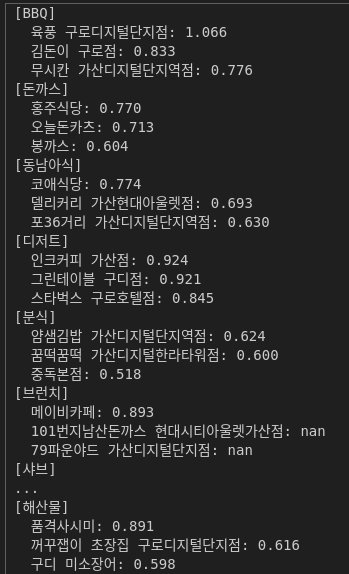 [BBQ]
육풍 구로디지털단지점: 1.066
김돈이 구로점: 0.833
무시칸 가산디지털단지역점: 0.776
[돈까스]
홍주식당: 0.770
오늘돈카츠: 0.713
봉까스: 0.604
[동남아식]
코애식당: 0.774
델리커리 가산현대아울렛점: 0.693
포36거리 가산디지털단지역점: 0.630
[디저트]
인크커피 가산점: 0.924
그린테이블 구디점: 0.921
스타벅스 구로호텔점: 0.845
[분식]
얌샘김밥 가산디지털단지역점: 0.624
꿈떡꿈떡 가산디지털한라타워점: 0.600
중독본점: 0.518
[브런치]
메이비카페: 0.893
101번지남산돈까스 현대시티아울렛가산점: nan
79파운야드 가산디지털단지점: nan
[샤브]
...
[해산물]
품격사시미: 0.891
꺼꾸잽이 초장집 구로디지털단지점: 0.616
구디 미소장어: 0.598